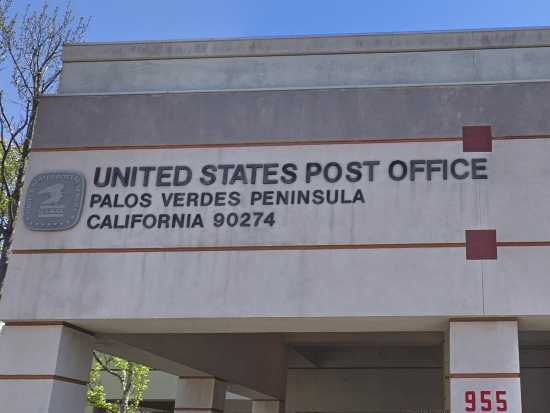 UNITED STATES POST OFFICE
PALOS VERDES PENINSULA
CALIFORNIA 90274
955